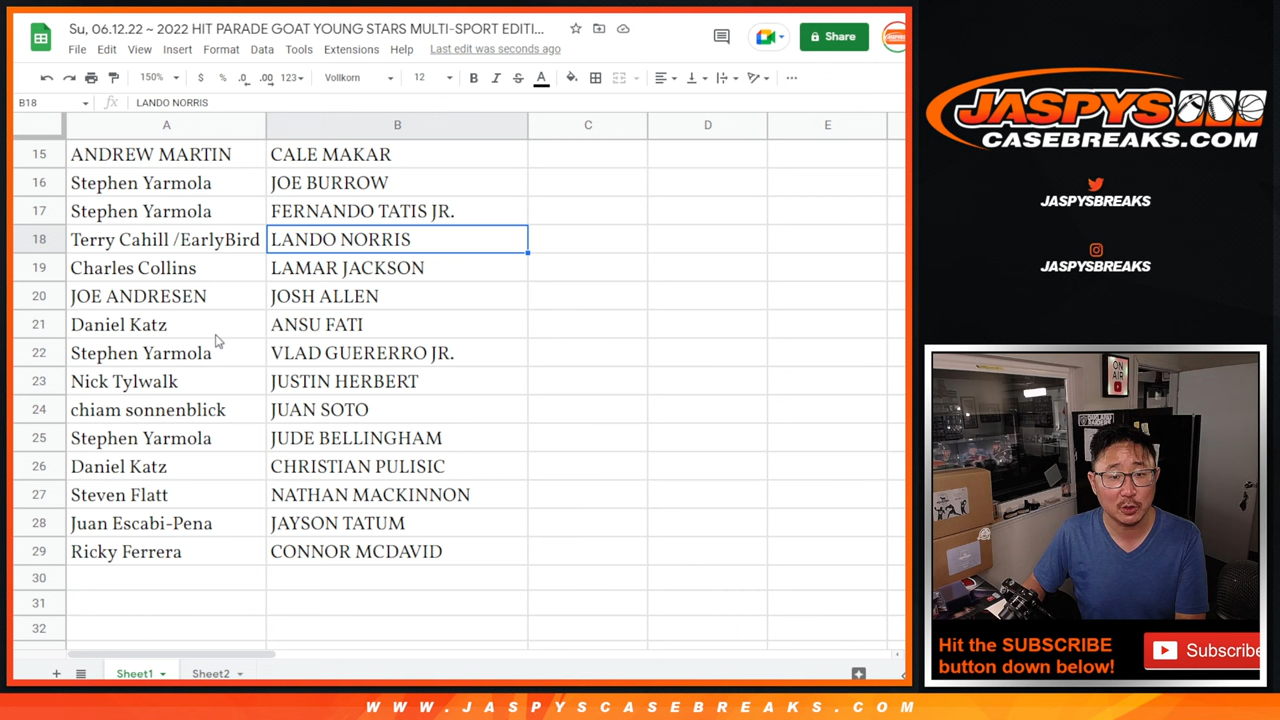 Su, 06.12.22 ~ 2022 HIT PARADE GOAT YOUNG STARS MULTI-SPORT EDITI...
File Edit View Insert Format Data Tools Extensions Help Last edit was seconds ago
Share
150% $ % .0 .00 123 Vollkorn 12 B I S A
B18 fx LANDO NORRIS
A B C D E
15 ANDREW MARTIN CALE MAKAR
16 Stephen Yarmola JOE BURROW
17 Stephen Yarmola FERNANDO TATIS JR.
18 Terry Cahill /EarlyBird LANDO NORRIS
19 Charles Collins LAMAR JACKSON
20 JOE ANDRESEN JOSH ALLEN
21 Daniel Katz ANSU FATI
22 Stephen Yarmola VLAD GUERERRO JR.
23 Nick Tylwalk JUSTIN HERBERT
24 chiam sonnenblick JUAN SOTO
25 Stephen Yarmola JUDE BELLINGHAM
26 Daniel Katz CHRISTIAN PULISIC
27 Steven Flatt NATHAN MACKINNON
28 Juan Escabi-Pena JAYSON TATUM
29 Ricky Ferrera CONNOR MCDAVID
30
31
32
+ Sheet1 Sheet2
JASPYS
CASEBREAKS.COM
JASPYSBREAKS
JASPYSBREAKS
ON
AIR
Hit the SUBSCRIBE
button down below!
Subscribe
WWW.JASPYSCASEBREAKS.COM